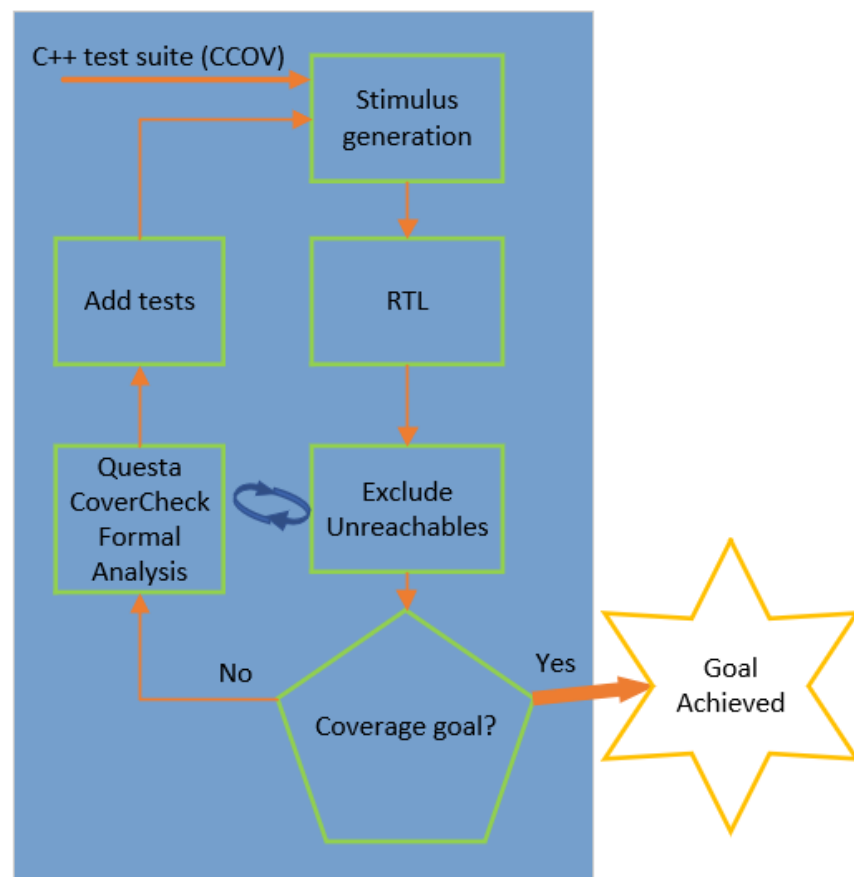 C++ test suite (CCOV)
Stimulus
generation
Add tests
RTL
Questa
CoverCheck
Formal
Analysis
Exclude
Unreachables
No
Yes
Coverage goal?
Goal
Achieved